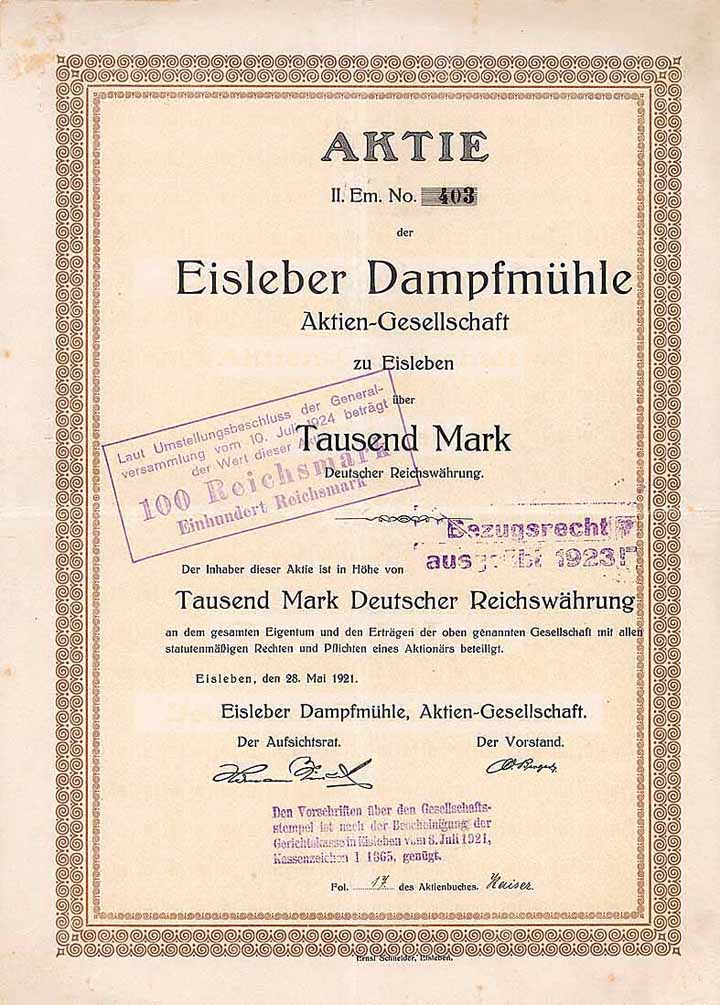 AKTIE
II. Em. No. 403
der
Eisleber Dampfmühle
Aktien-Gesellschaft
zu Eisleben
über
Tausend Mark
Deutscher Reichswährung.
Laut Umstellungsbeschluss der General-
versammlung vom 10. Juli 1924 beträgt
der Wert dieser Aktie
100 Reichsmark
Einhundert Reichsmark
Bezugsrecht
1923
Der Inhaber dieser Aktie ist in Höhe von
Tausend Mark Deutscher Reichswährung
an dem gesamten Eigentum und den Erträgen der oben genannten Gesellschaft mit allen
statutenmäßigen Rechten und Pflichten eines Aktionärs beteiligt.
Eisleben, den 28. Mai 1921.
Eisleber Dampfmühle, Aktien-Gesellschaft.
Der Aufsichtsrat.
Der Vorstand.
Den Vorschriften über den Gesellschafts-
stempel ist nach der Bescheinigung der
Gerichtskasse in Eisleben vom 8. Juli 1921,
Kassenzeichen I 1865, genügt.
Fol. 17 des Aktienbuches. Kaiser.
Ernst Schneider, Eisleben.